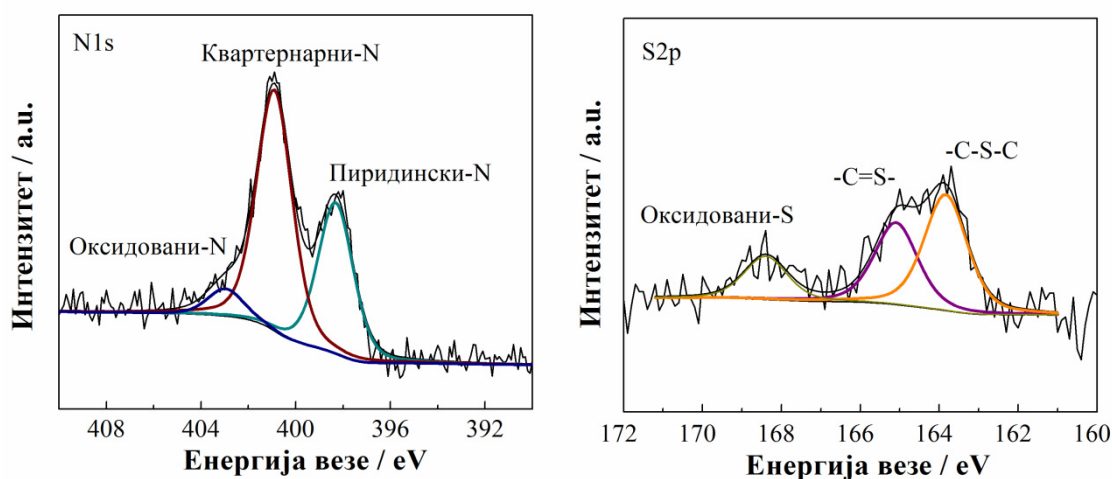 N1s
Квартернарни-N
Пиридински-N
Оксидовани-N
Интензитет / a.u.
408 404 400 396 392
Енергија везе / eV
S2p
-C-S-C
-C=S-
Оксидовани-S
Интензитет / a.u.
172 170 168 166 164 162 160
Енергија везе / eV